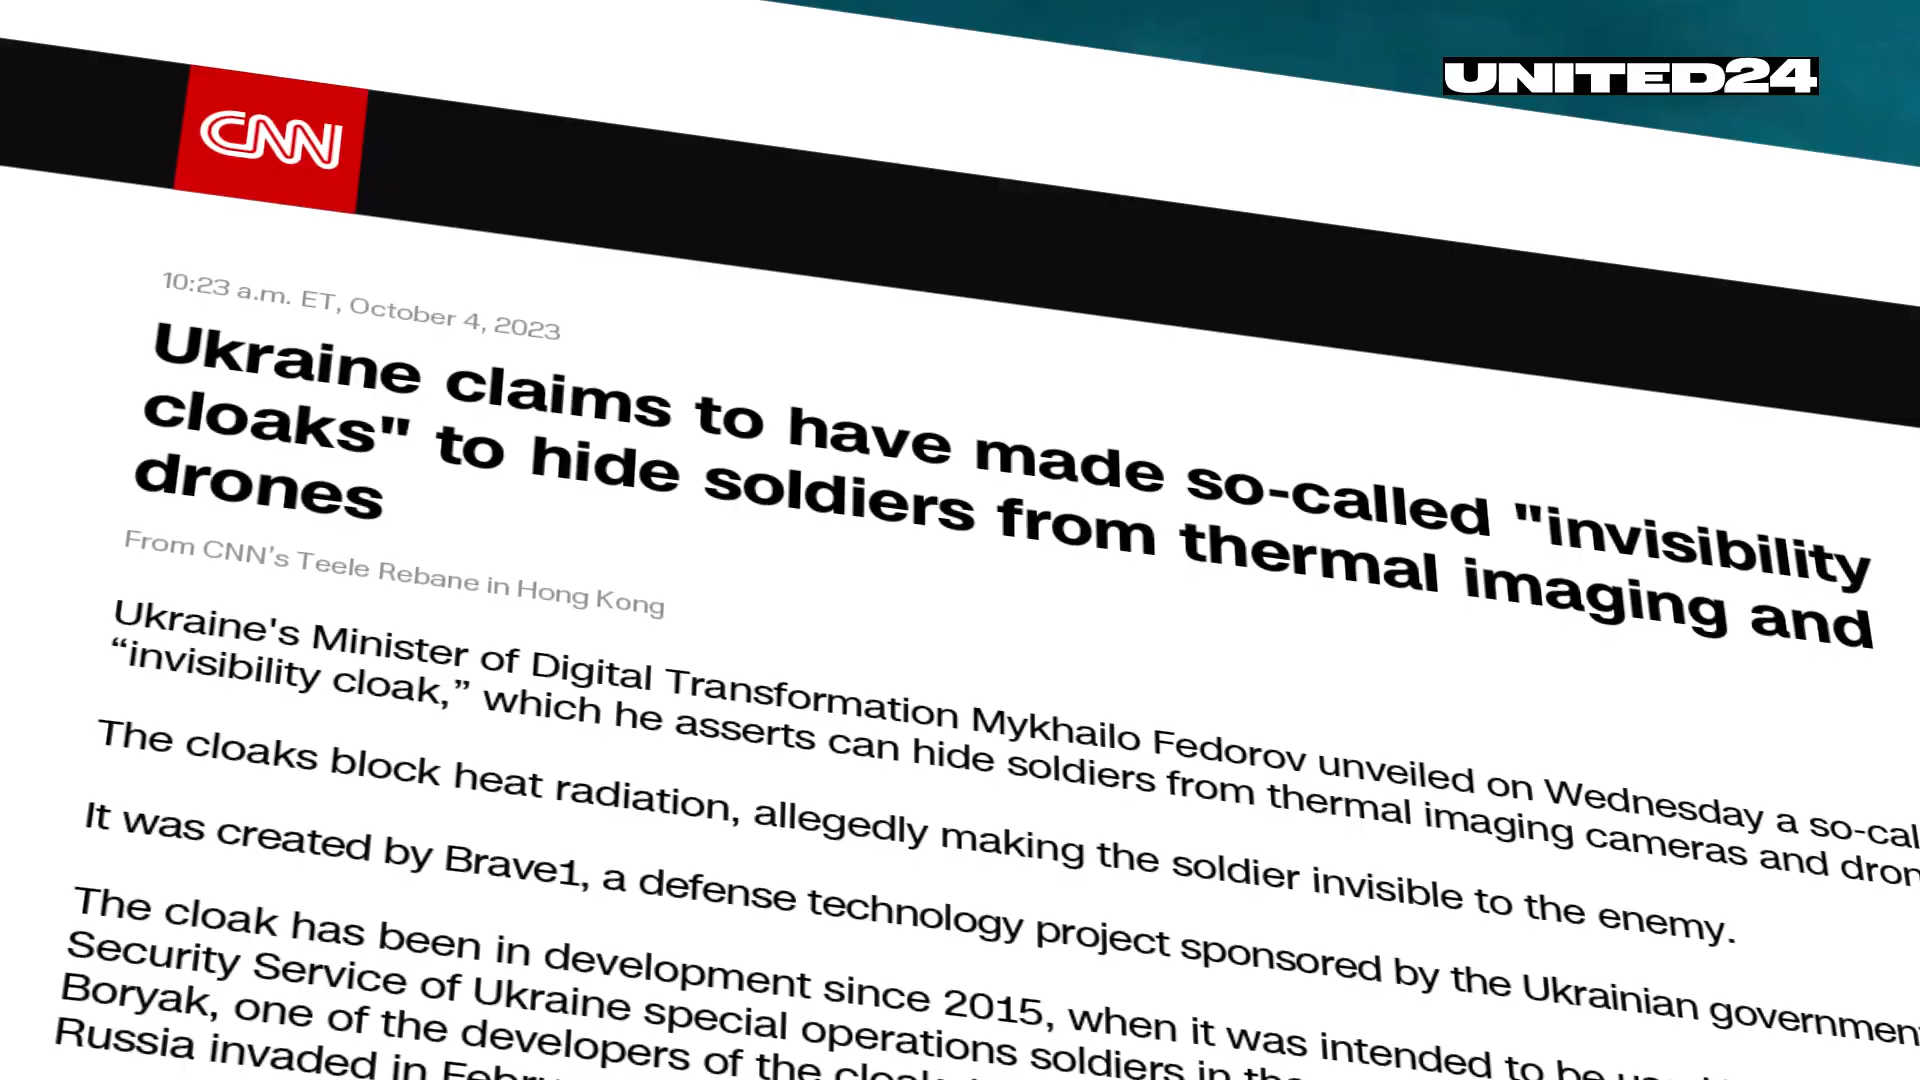 UNITED24
CNN
10:23 a.m. ET, October 4, 2023
Ukraine claims to have made so-called "invisibility
cloaks" to hide soldiers from thermal imaging and
drones
From CNN’s Teele Rebane in Hong Kong
Ukraine's Minister of Digital Transformation Mykhailo Fedorov unveiled on Wednesday a so-cal
“invisibility cloak,” which he asserts can hide soldiers from thermal imaging cameras and dron
The cloaks block heat radiation, allegedly making the soldier invisible to the enemy.
It was created by Brave1, a defense technology project sponsored by the Ukrainian governmen
The cloak has been in development since 2015, when it was intended to be
Security Service of Ukraine special operations soldiers in
Boryak, one of the developers of the
Russia invaded in